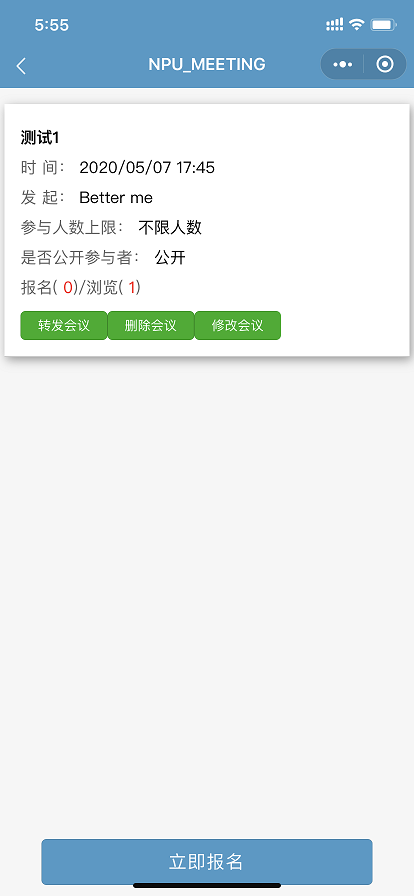 5:55
NPU_MEETING
测试1
时 间： 2020/05/07 17:45
发 起： Better me
参与人数上限： 不限人数
是否公开参与者： 公开
报名( 0)/浏览( 1)
转发会议 删除会议 修改会议
立即报名